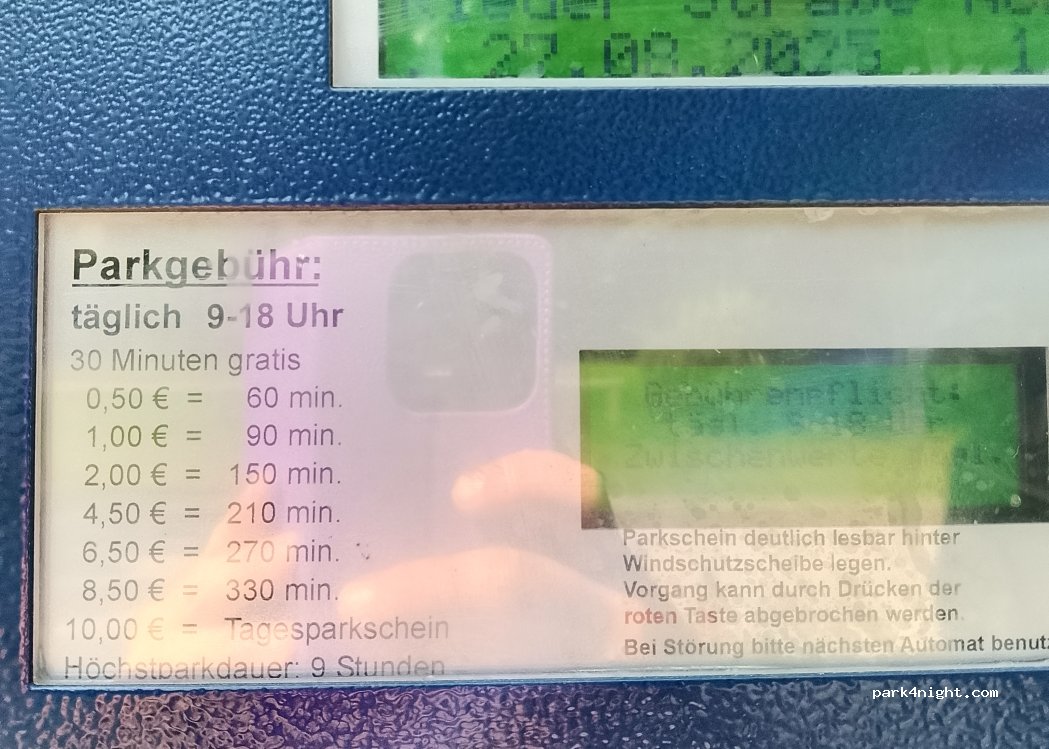 27.08.2023
Parkgebühr:
täglich 9-18 Uhr
30 Minuten gratis
0,50 € = 60 min.
1,00 € = 90 min.
2,00 € = 150 min.
4,50 € = 210 min.
6,50 € = 270 min.
8,50 € = 330 min.
10,00 € = Tagesparkschein
Höchstparkdauer: 9 Stunden
Parkschein deutlich lesbar hinter
Windschutzscheibe legen.
Vorgang kann durch Drücken der
roten Taste abgebrochen werden.
Bei Störung bitte nächsten Automat
park4night.com